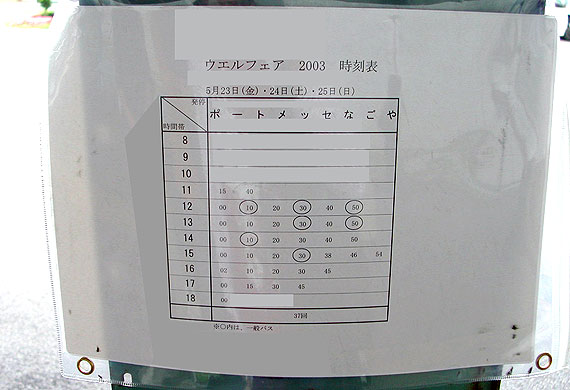 ウエルフェア 2003 時刻表
5月23日(金)・24日(土)・25日(日)
発停
時間帯
ポートメッセなごや
8
9
10
11 15 40
12 00 10 20 30 40 50
13 00 10 20 30 40 50
14 00 10 20 30 40 50
15 00 10 20 30 38 46 54
16 02 10 20 30 45
17 00 15 30 45
18 00
37回
※○内は、一般バス